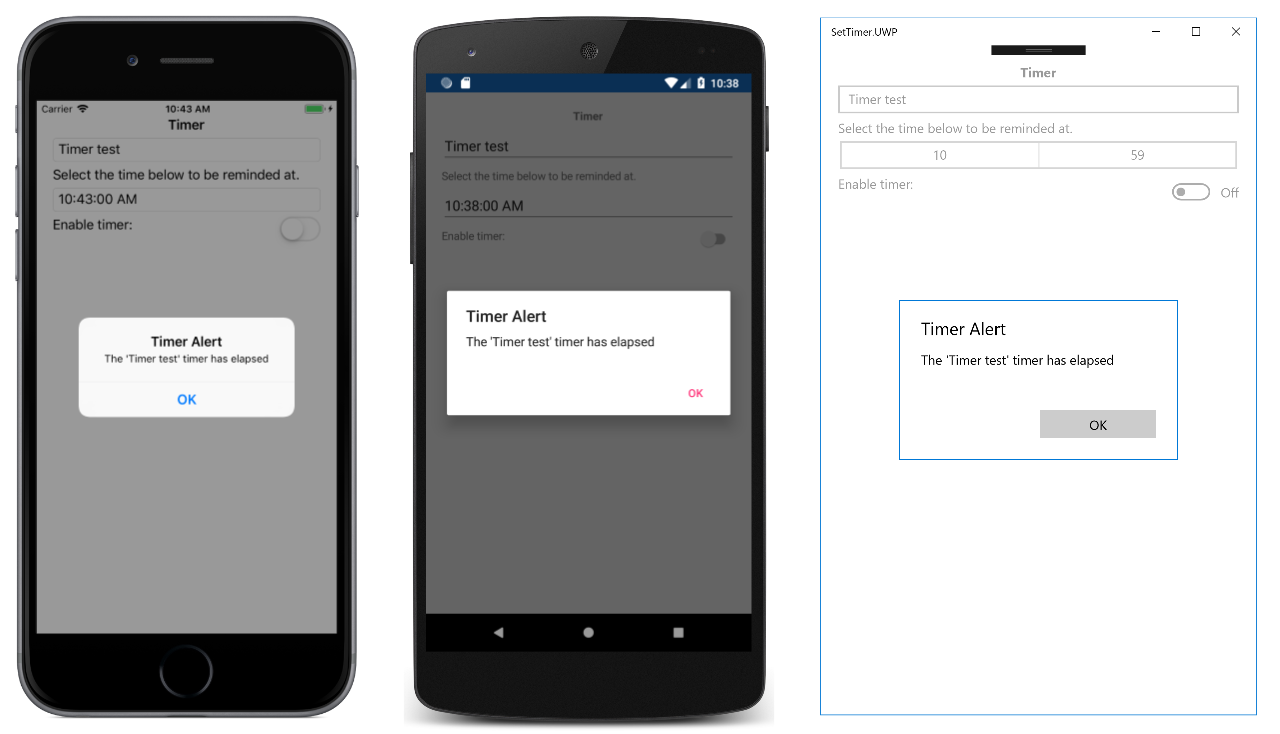 Carrier 10:43 AM
Timer
Timer test
Select the time below to be reminded at.
10:43:00 AM
Enable timer:
Timer Alert
The 'Timer test' timer has elapsed
OK
10:38
Timer
Timer test
Select the time below to be reminded at.
10:38:00 AM
Enable timer:
Timer Alert
The 'Timer test' timer has elapsed
OK
SetTimer.UWP
Timer
Timer test
Select the time below to be reminded at.
10 59
Enable timer: Off
Timer Alert
The 'Timer test' timer has elapsed
OK